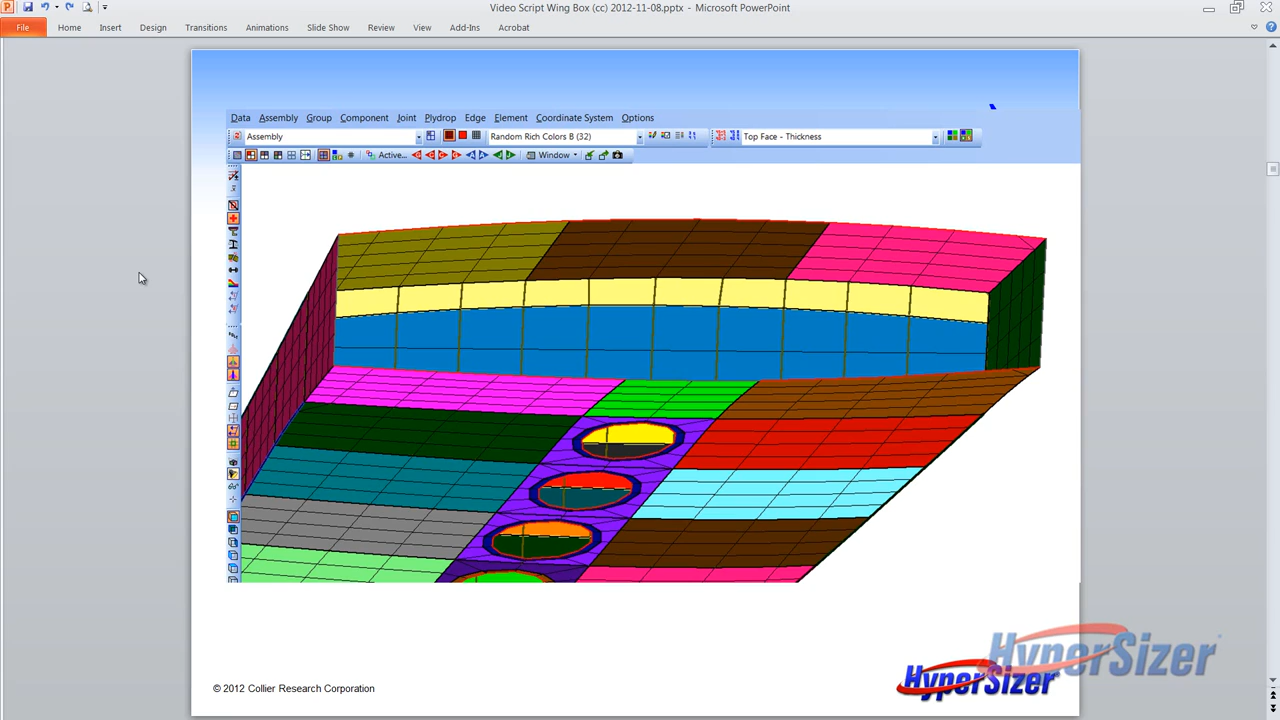 Video Script Wing Box (cc) 2012-11-08.pptx - Microsoft PowerPoint
File Home Insert Design Transitions Animations Slide Show Review View Add-Ins Acrobat
Data Assembly Group Component Joint Plydrop Edge Element Coordinate System Options
Assembly Random Rich Colors B (32) Top Face - Thickness
Active... Window
© 2012 Collier Research Corporation
HyperSizer
HyperSizer